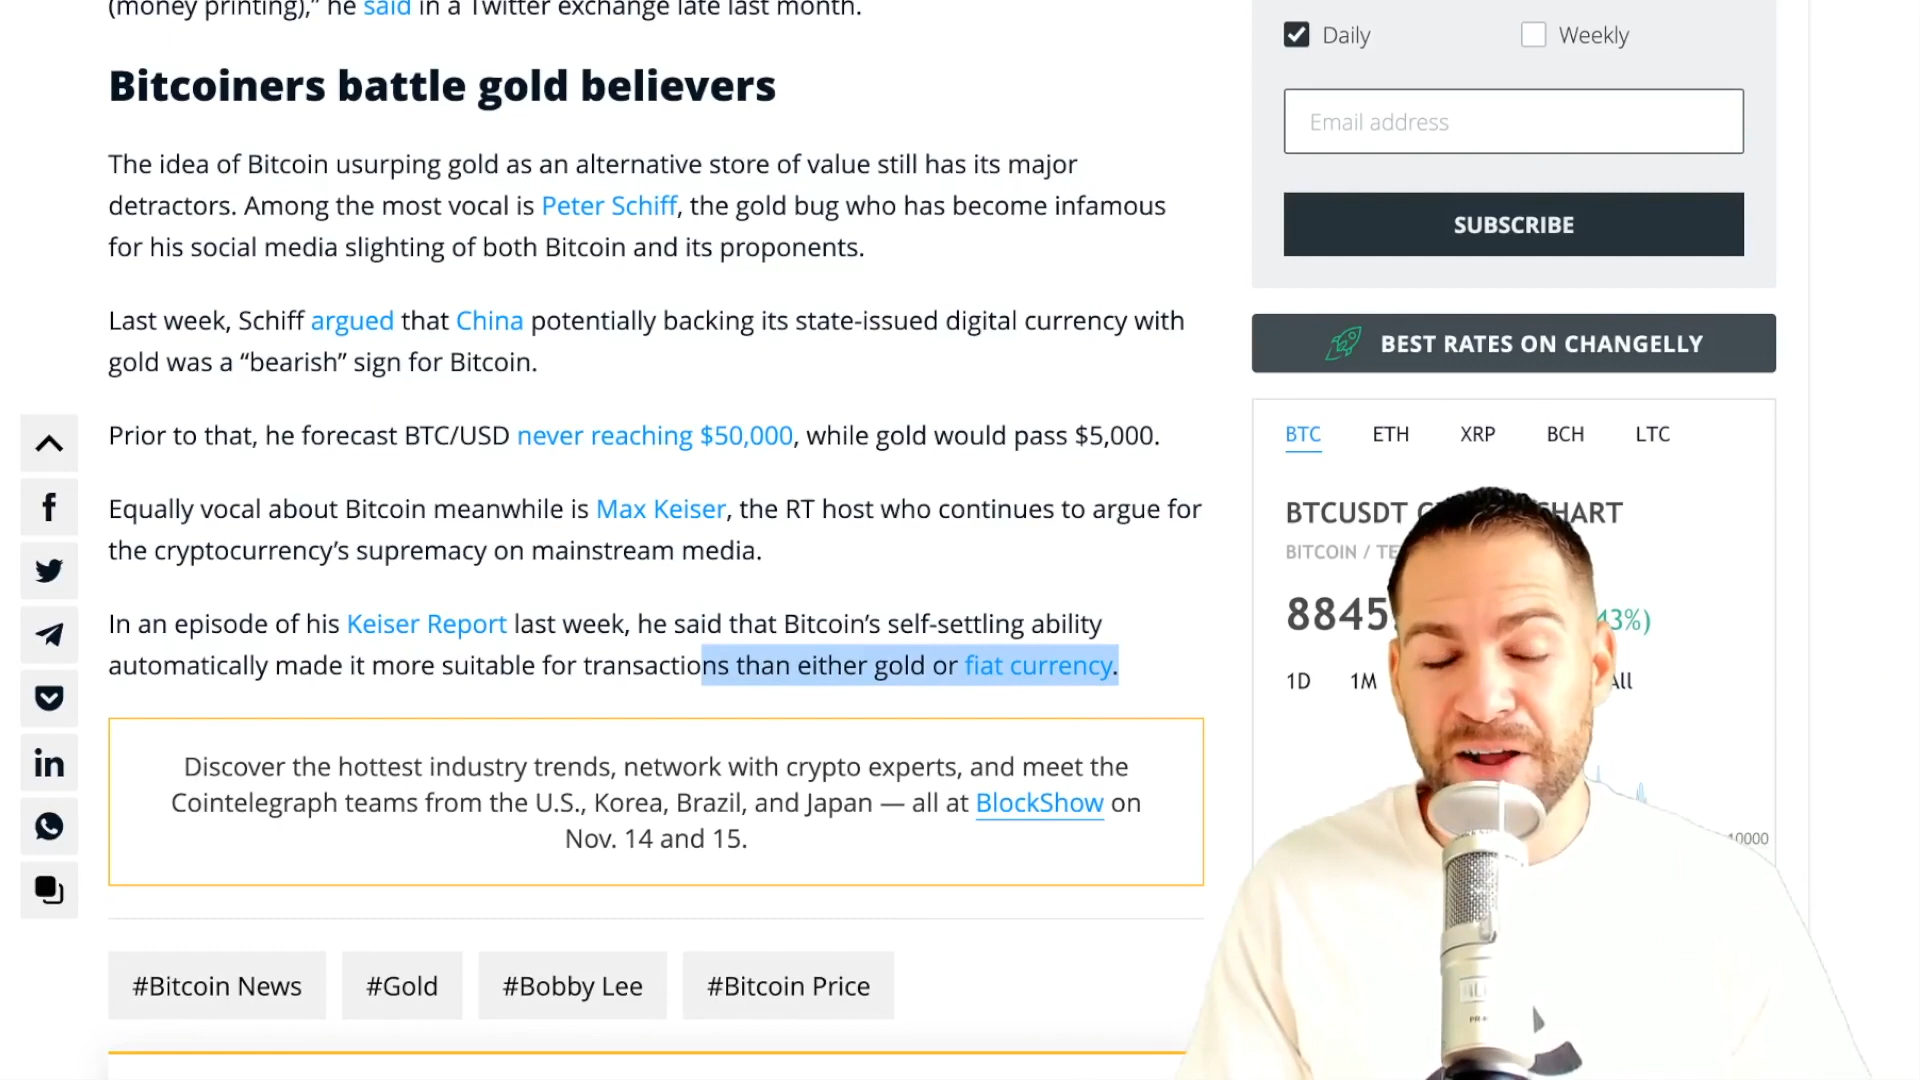 (money printing)," he said in a Twitter exchange late last month.
Bitcoiners battle gold believers
The idea of Bitcoin usurping gold as an alternative store of value still has its major
detractors. Among the most vocal is Peter Schiff, the gold bug who has become infamous
for his social media slighting of both Bitcoin and its proponents.
Last week, Schiff argued that China potentially backing its state-issued digital currency with
gold was a “bearish” sign for Bitcoin.
Prior to that, he forecast BTC/USD never reaching $50,000, while gold would pass $5,000.
Equally vocal about Bitcoin meanwhile is Max Keiser, the RT host who continues to argue for
the cryptocurrency’s supremacy on mainstream media.
In an episode of his Keiser Report last week, he said that Bitcoin’s self-settling ability
automatically made it more suitable for transactions than either gold or fiat currency.
Discover the hottest industry trends, network with crypto experts, and meet the
Cointelegraph teams from the U.S., Korea, Brazil, and Japan — all at BlockShow on
Nov. 14 and 15.
#Bitcoin News #Gold #Bobby Lee #Bitcoin Price
Daily Weekly
Email address
SUBSCRIBE
BEST RATES ON CHANGELLY
BTC ETH XRP BCH LTC
BTCUSDT
BITCOIN /
8845
1D 1M All
10000